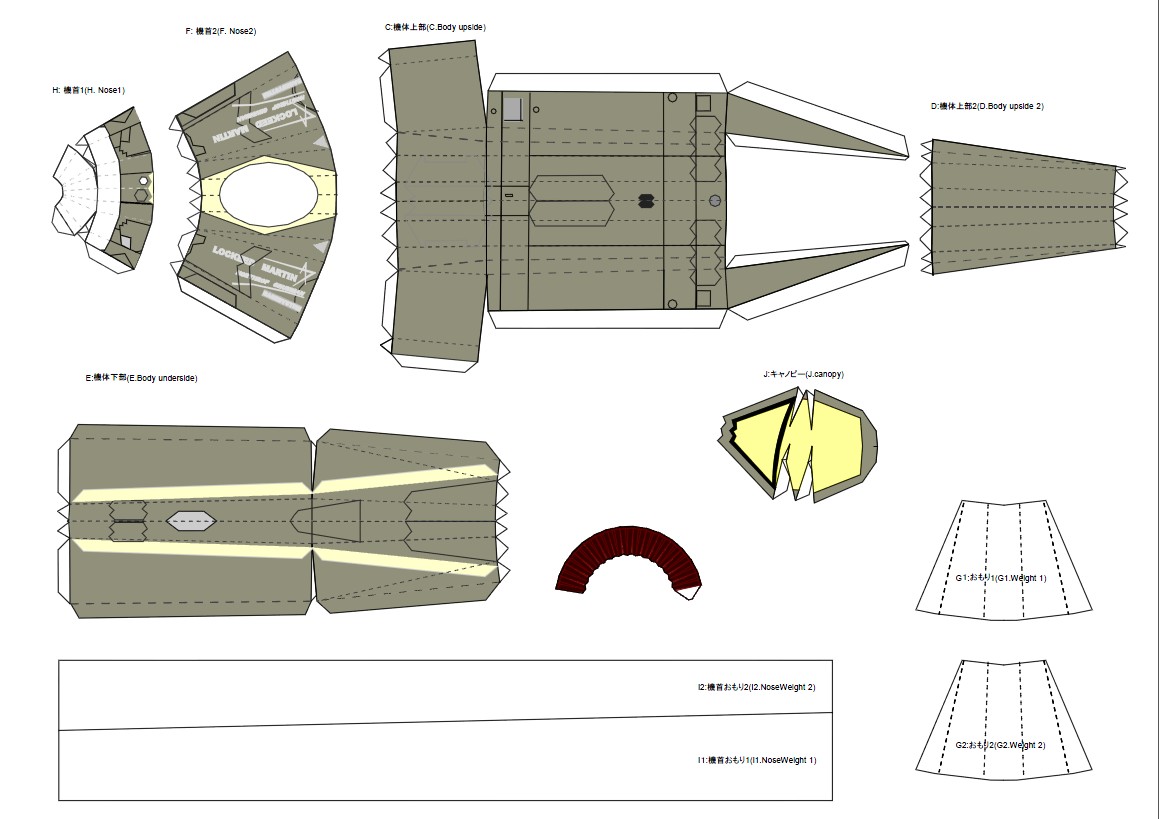 F: 機首2(F. Nose2)
C:機体上部(C.Body upside)
H: 機首1(H. Nose1)
D:機体上部2(D.Body upside 2)
LOCKEED MARTIN
LOCKEED MARTIN
E:機体下部(E.Body underside)
J:キャノピー(J.canopy)
G1:おもり1(G1.Weight 1)
I2:機首おもり2(I2.NoseWeight 2)
G2:おもり2(G2.Weight 2)
I1:機首おもり1(I1.NoseWeight 1)